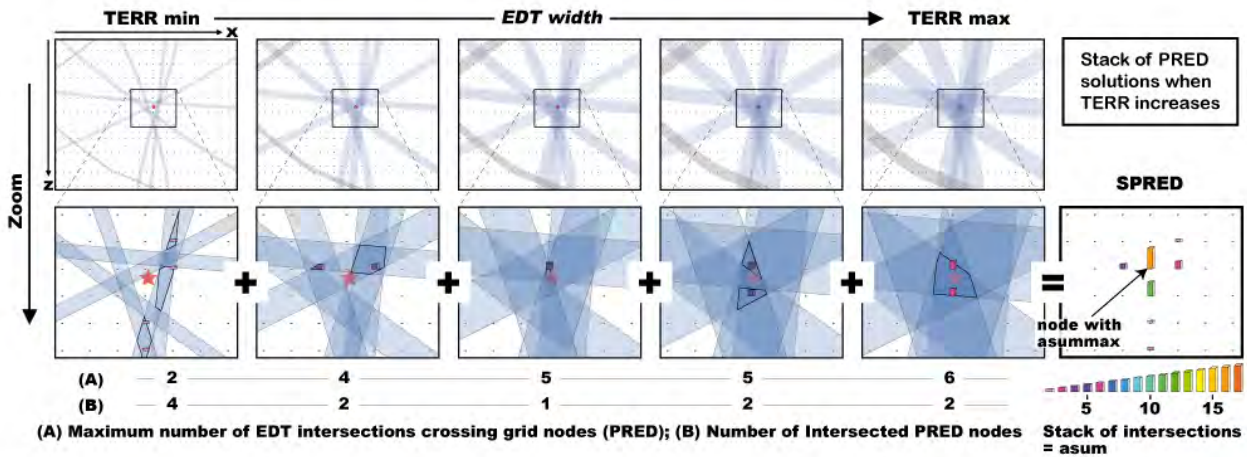 TERR min EDT width TERR max
X
Z
Zoom
Stack of PRED
solutions when
TERR increases
SPRED
+ + + + =
node with
asummax
(A) 2 4 5 5 6
(B) 4 2 1 2 2
5 10 15
(A) Maximum number of EDT intersections crossing grid nodes (PRED); (B) Number of Intersected PRED nodes
Stack of intersections
= asum